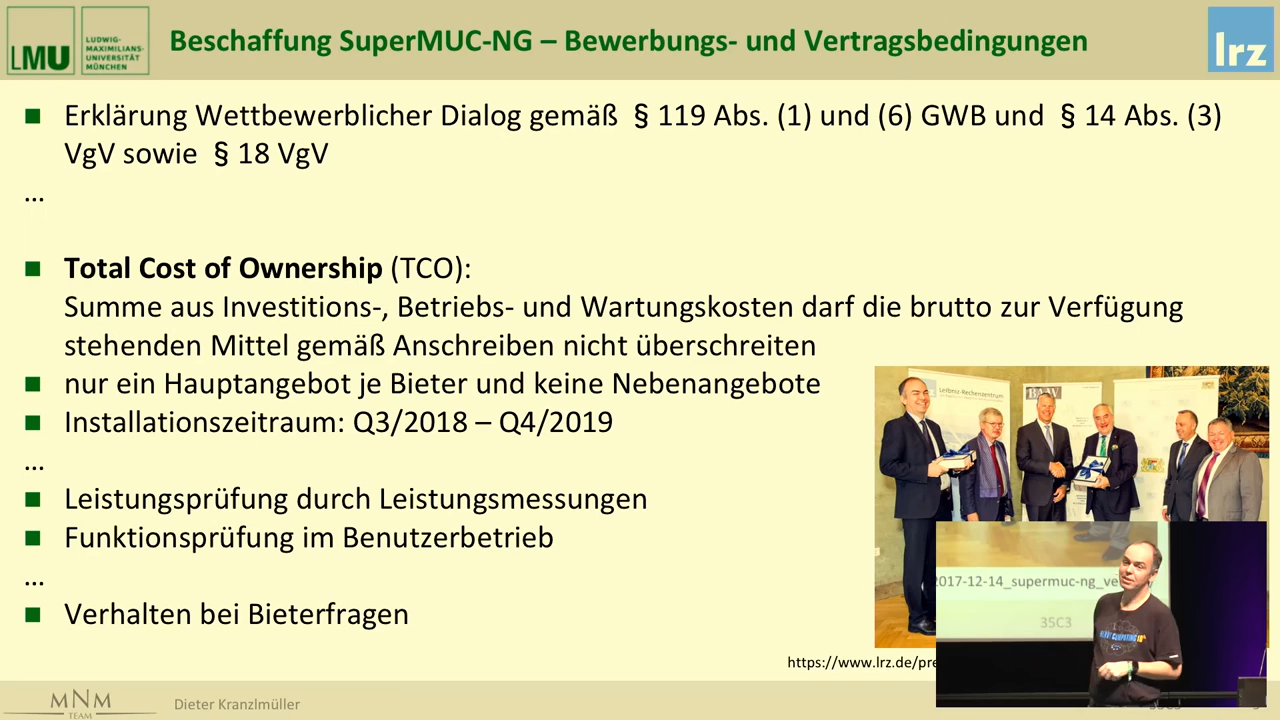 LMU
LUDWIG-
MAXIMILIANS-
UNIVERSITÄT
MÜNCHEN
Beschaffung SuperMUC-NG – Bewerbungs- und Vertragsbedingungen
lrz
■ Erklärung Wettbewerblicher Dialog gemäß § 119 Abs. (1) und (6) GWB und § 14 Abs. (3)
VgV sowie § 18 VgV
...
■ Total Cost of Ownership (TCO):
Summe aus Investitions-, Betriebs- und Wartungskosten darf die brutto zur Verfügung
stehenden Mittel gemäß Anschreiben nicht überschreiten
■ nur ein Hauptangebot je Bieter und keine Nebenangebote
■ Installationszeitraum: Q3/2018 – Q4/2019
...
■ Leistungsprüfung durch Leistungsmessungen
■ Funktionsprüfung im Benutzerbetrieb
...
■ Verhalten bei Bieterfragen
Leibniz-Rechenzentrum
BAdW
2017-12-14_supermuc-ng_ve
35C3
https://www.lrz.de/pre
MNM
TEAM
Dieter Kranzlmüller